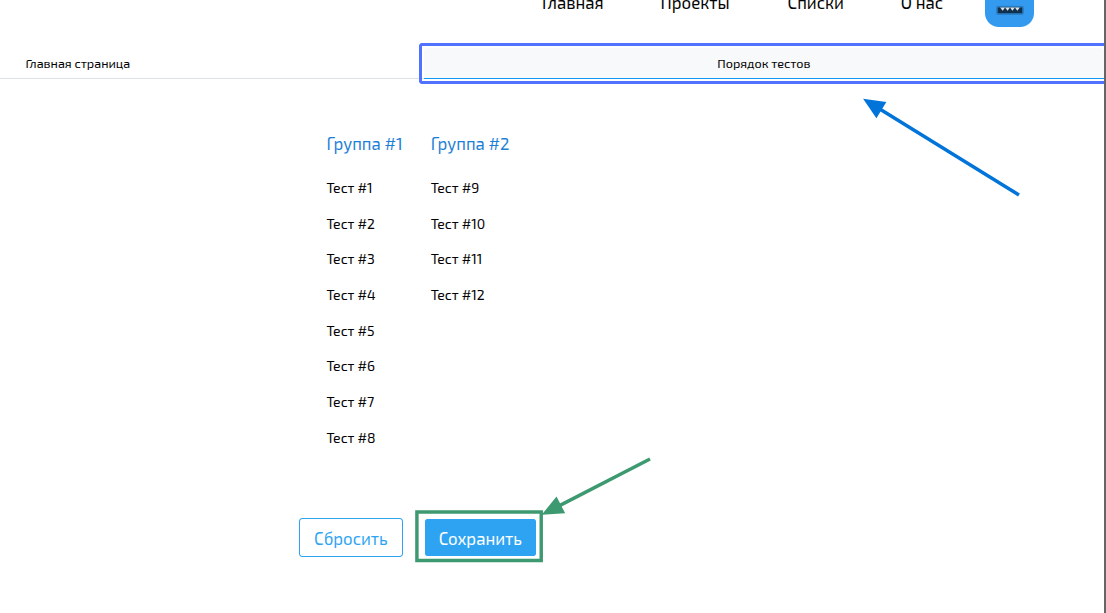 Главная Проекты Списки О нас
Главная страница Порядок тестов
Группа #1 Группа #2
Тест #1 Тест #9
Тест #2 Тест #10
Тест #3 Тест #11
Тест #4 Тест #12
Тест #5
Тест #6
Тест #7
Тест #8
Сбросить Сохранить